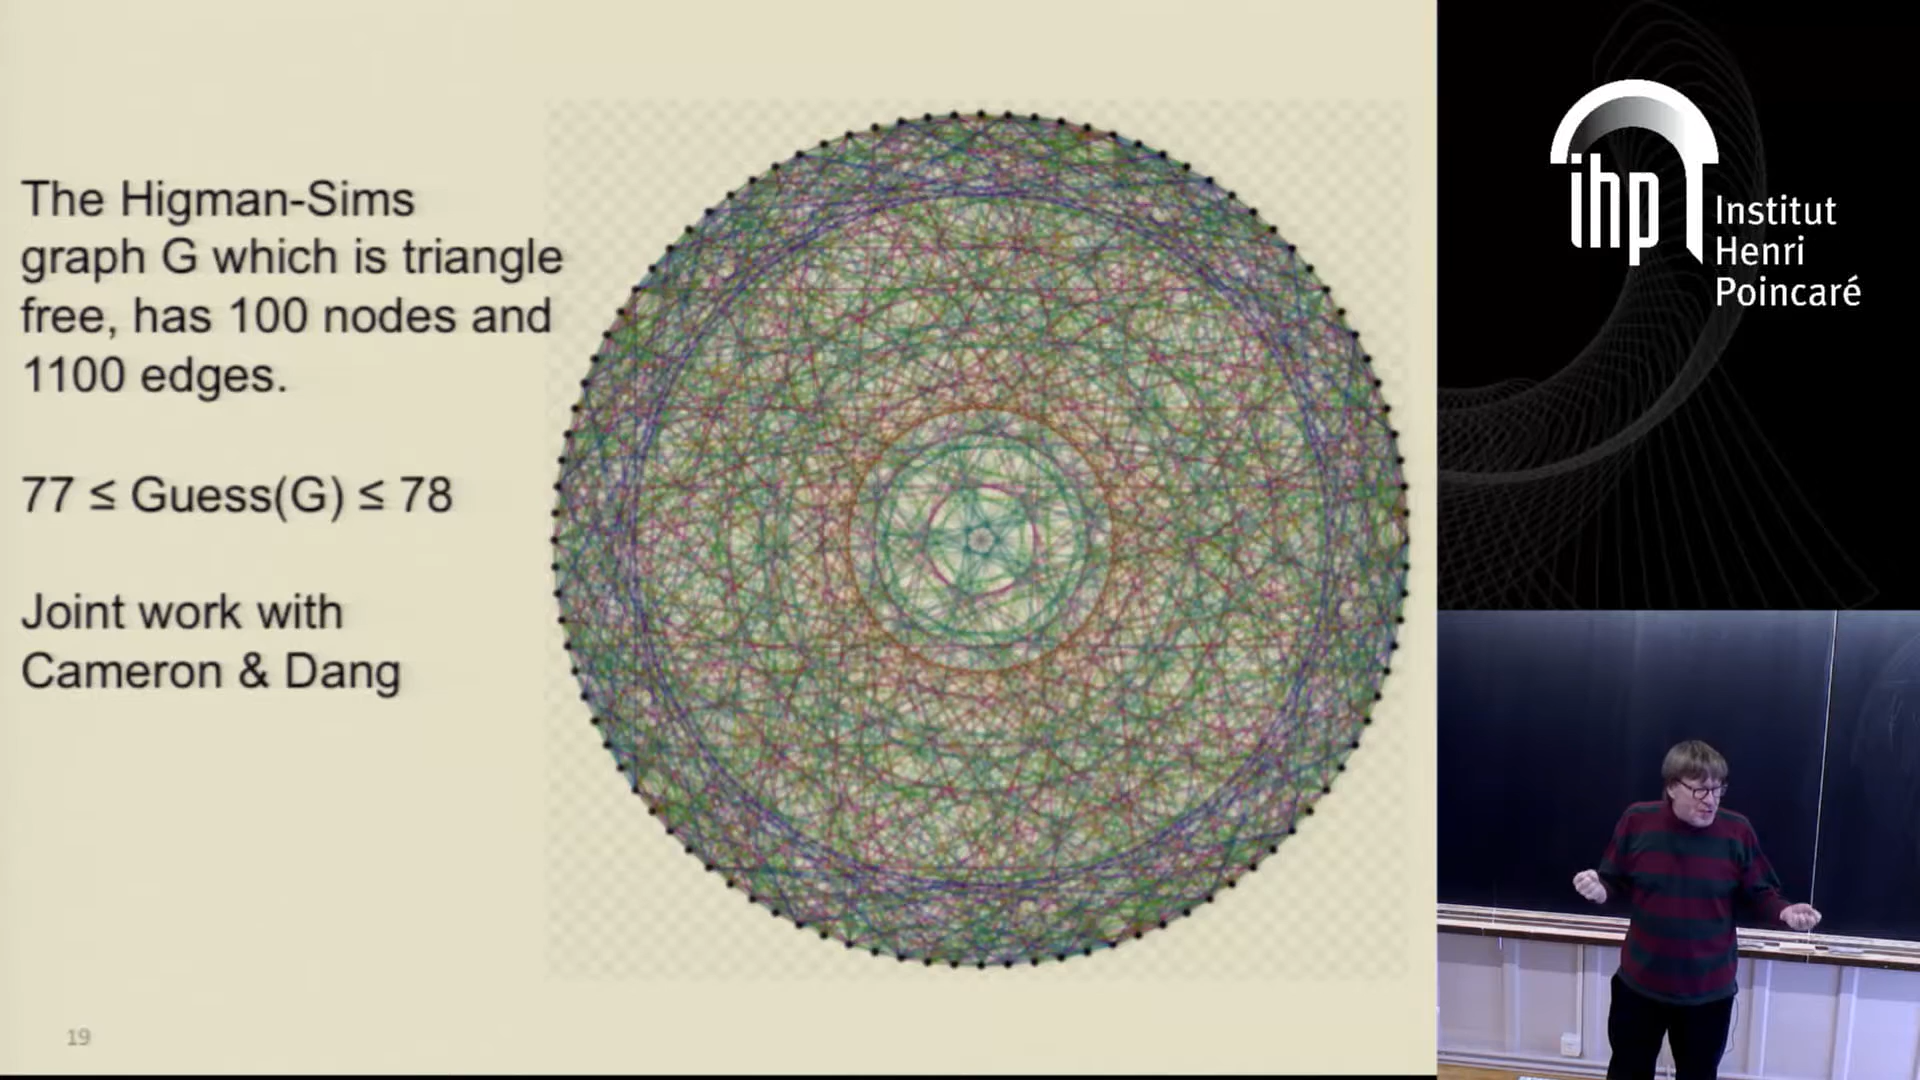 The Higman-Sims
graph G which is triangle
free, has 100 nodes and
1100 edges.
77 ≤ Guess(G) ≤ 78
Joint work with
Cameron & Dang
19
ihp
Institut
Henri
Poincaré